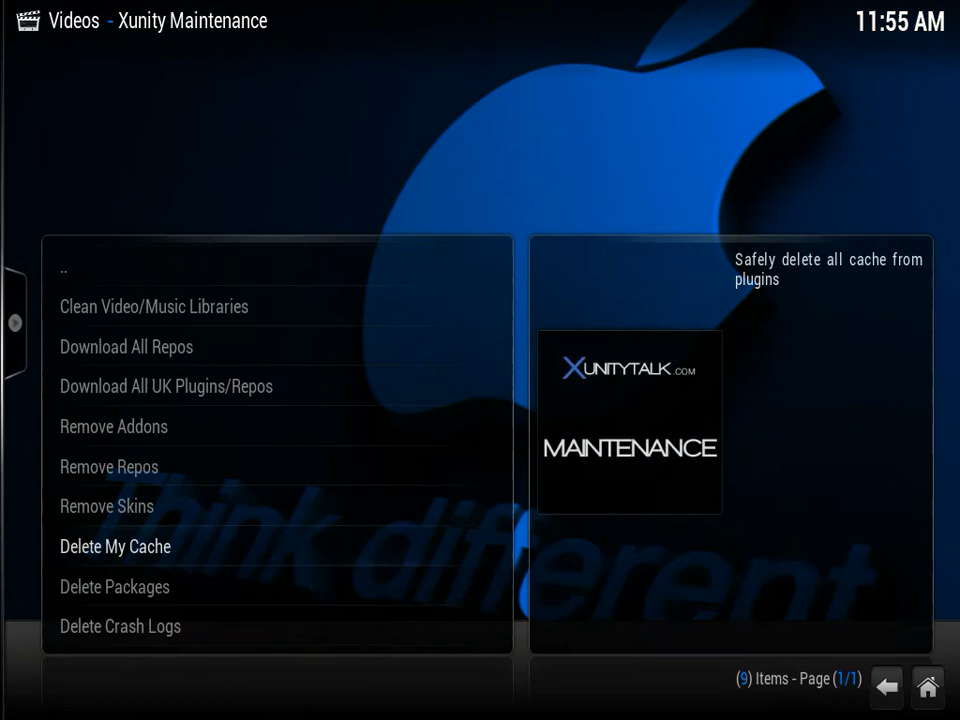 Videos - Xunity Maintenance
11:55 AM
..
Clean Video/Music Libraries
Download All Repos
Download All UK Plugins/Repos
Remove Addons
Remove Repos
Remove Skins
Delete My Cache
Delete Packages
Delete Crash Logs
Safely delete all cache from
plugins
XUNITYTALK.COM
MAINTENANCE
Think different
(9) Items - Page (1/1)